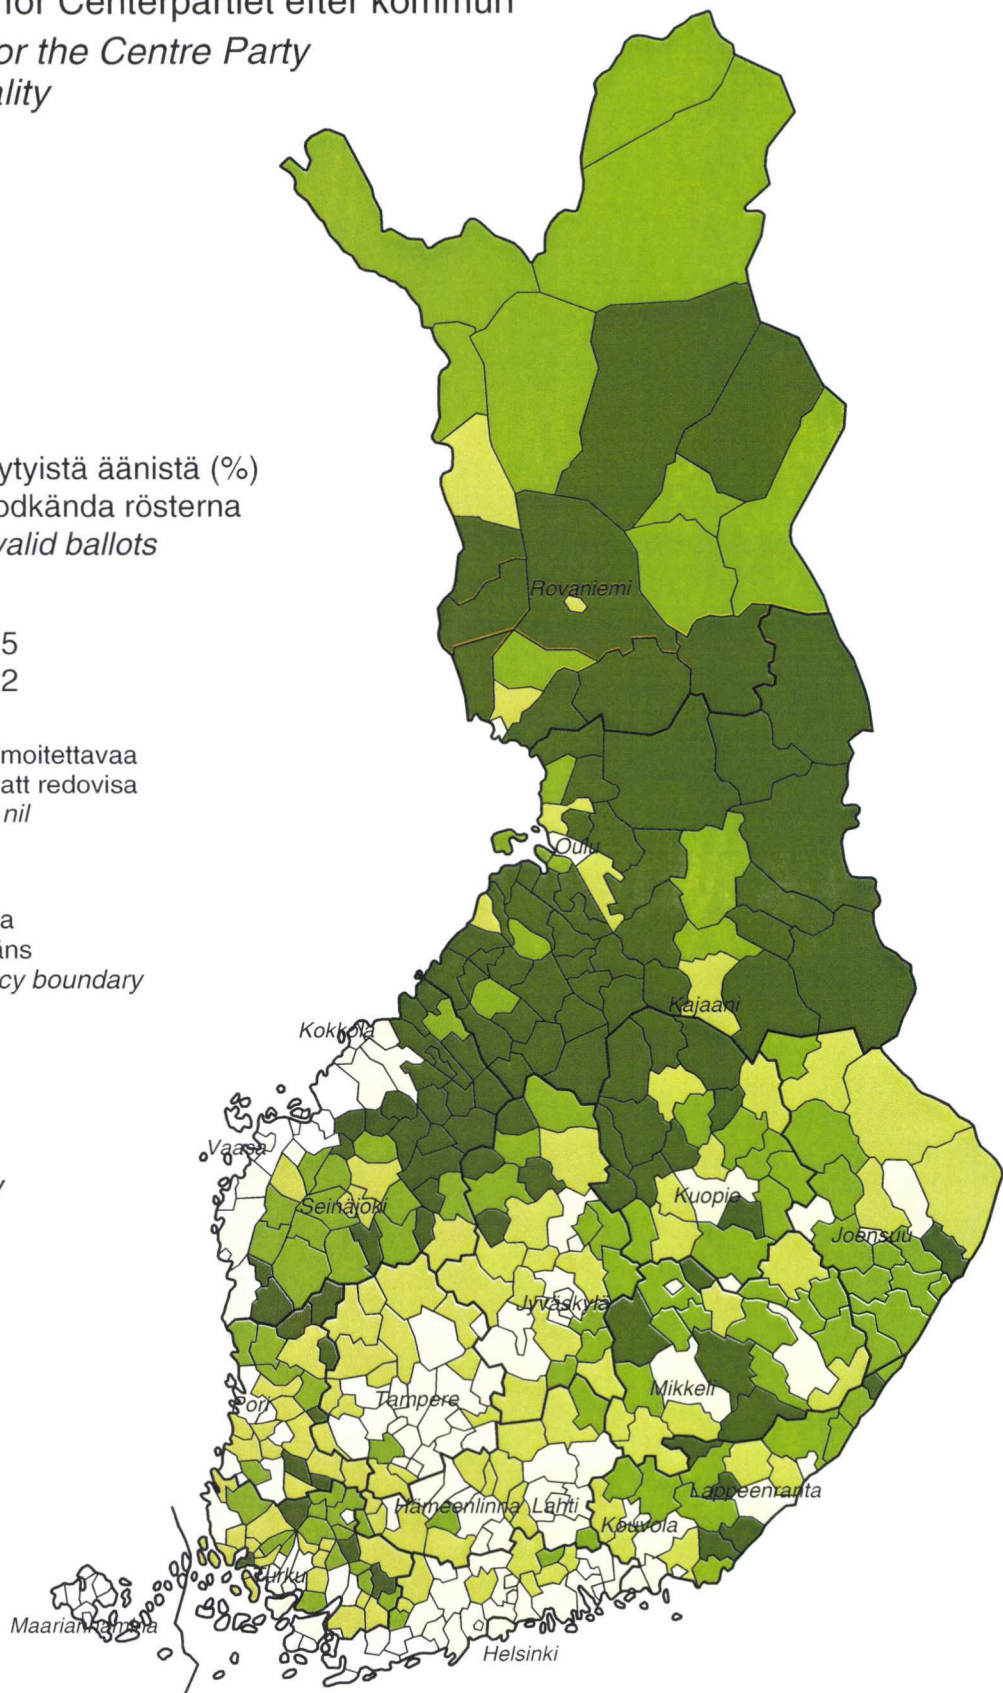 för Centerpartiet efter kommun
or the Centre Party
ality
ytyistä äänistä (%)
odkända rösterna
valid ballots
5
2
moitettavaa
att redovisa
nil
a
äns
cy boundary
Rovaniemi
Oulu
Kajaani
Kokkola
Vaasa
Seinäjoki
Kuopio
Joensuu
Jyväskylä
Mikkeli
Pori
Tampere
Lappeenranta
Hämeenlinna Lahti
Kouvola
Turku
Maarianhamina
Helsinki